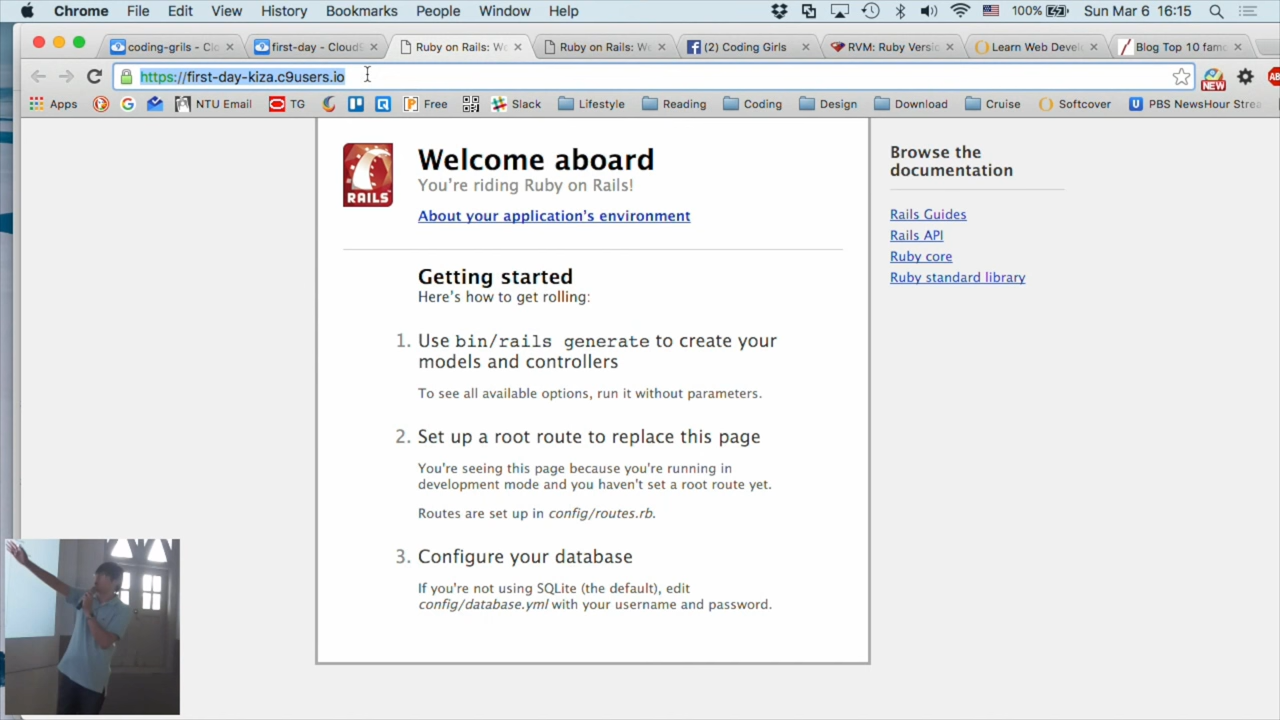 Chrome File Edit View History Bookmarks People Window Help 100% Sun Mar 6 16:15
coding-grils - Clo first-day - Cloud Ruby on Rails: We Ruby on Rails: We (2) Coding Girls RVM: Ruby Versi Learn Web Deve Blog Top 10 famo
https://first-day-kiza.c9users.io NEW AB
Apps G NTU Email TG Free Slack Lifestyle Reading Coding Design Download Cruise Softcover PBS NewsHour Strea
RAILS
Welcome aboard
You're riding Ruby on Rails!
About your application's environment
Getting started
Here's how to get rolling:
1. Use bin/rails generate to create your
models and controllers
To see all available options, run it without parameters.
2. Set up a root route to replace this page
You're seeing this page because you're running in
development mode and you haven't set a root route yet.
Routes are set up in config/routes.rb.
3. Configure your database
If you're not using SQLite (the default), edit
config/database.yml with your username and password.
Browse the
documentation
Rails Guides
Rails API
Ruby core
Ruby standard library